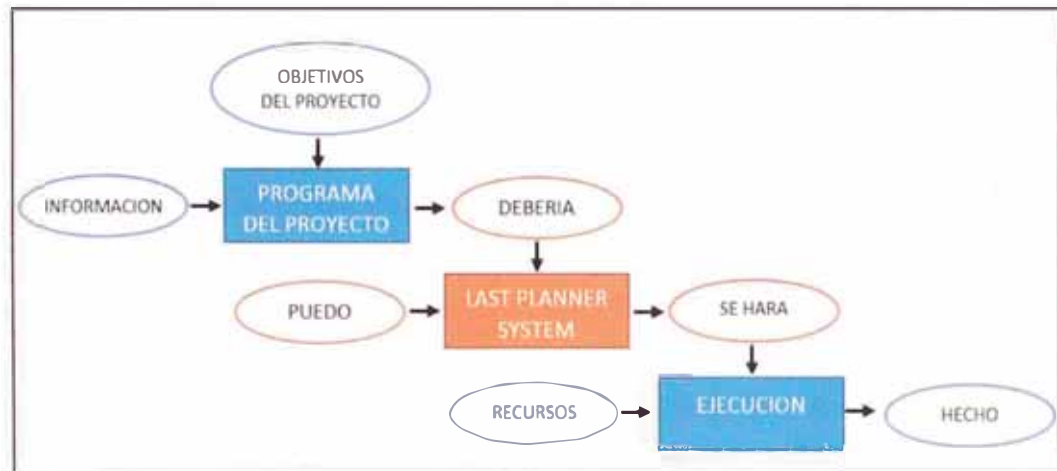 OBJETIVOS
DEL PROYECTO
INFORMACION
PROGRAMA
DEL PROYECTO
DEBERIA
PUEDO
LAST PLANNER
SYSTEM
SE HARA
RECURSOS
EJECUCION
HECHO